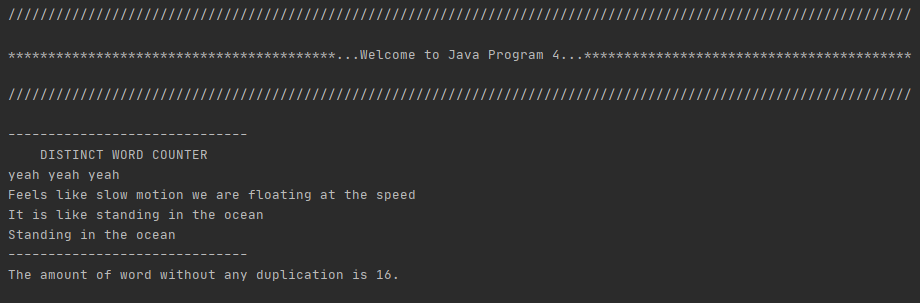 /////////////////////////////////////////////////////////////////////////////////////////////////////////////////
*****************************************...Welcome to Java Program 4...*****************************************
/////////////////////////////////////////////////////////////////////////////////////////////////////////////////
------------------------------
    DISTINCT WORD COUNTER
yeah yeah yeah
Feels like slow motion we are floating at the speed
It is like standing in the ocean
Standing in the ocean
------------------------------
The amount of word without any duplication is 16.